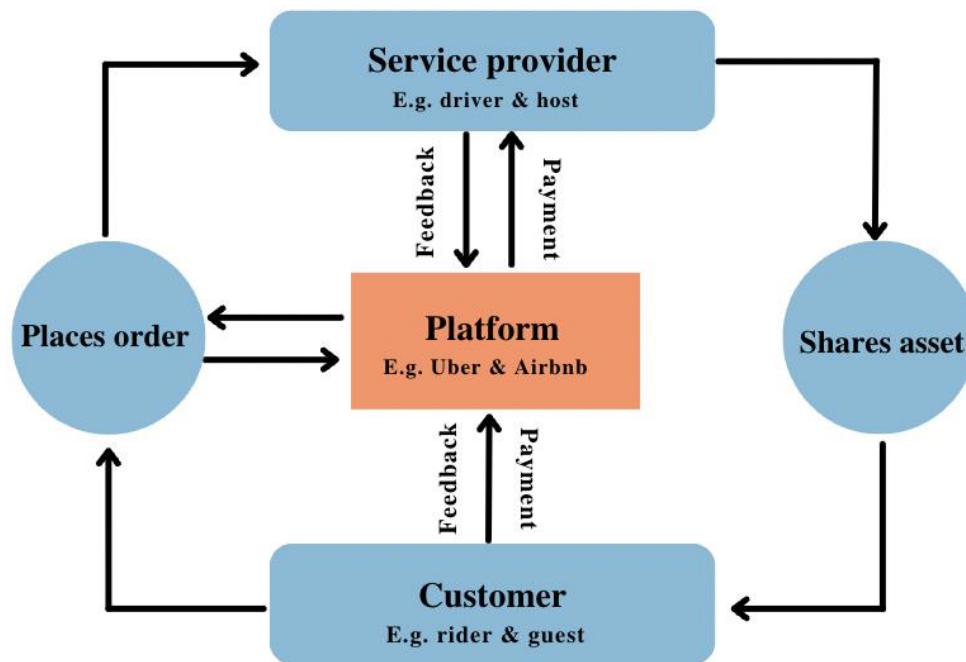 Service provider
E.g. driver & host
Feedback
Payment
Places order
Platform
E.g. Uber & Airbnb
Shares asset
Feedback
Payment
Customer
E.g. rider & guest